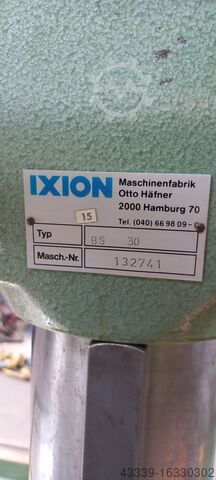 IXION
Maschinenfabrik
Otto Häfner
2000 Hamburg 70
15
Tel. (040) 66 98 09 -
Typ BS 30
Masch.-Nr. 132741
43339-16330302